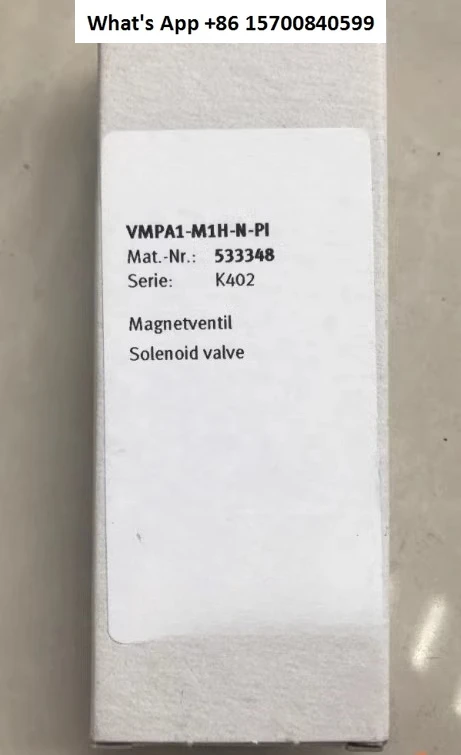 What's App +86 15700840599
VMPA1-M1H-N-PI
Mat.-Nr.: 533348
Serie: K402
Magnetventil
Solenoid valve